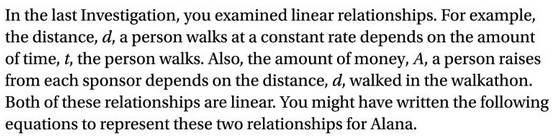 In the last Investigation, you examined linear relationships. For example,
the distance, d, a person walks at a constant rate depends on the amount
of time, t, the person walks. Also, the amount of money, A, a person raises
from each sponsor depends on the distance, d, walked in the walkathon.
Both of these relationships are linear. You might have written the following
equations to represent these two relationships for Alana.